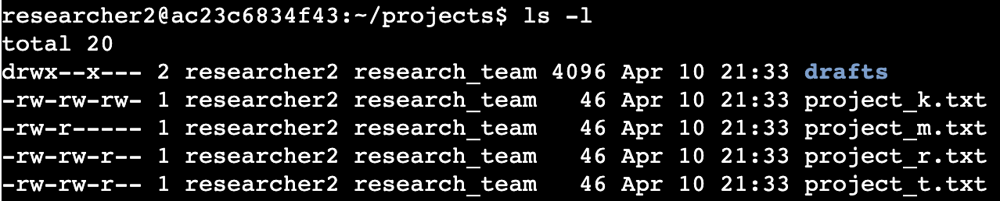 researcher2@ac23c6834f43:~/projects$ ls -l
total 20
drwx--x--- 2 researcher2 research_team 4096 Apr 10 21:33 drafts
-rw-rw-rw- 1 researcher2 research_team   46 Apr 10 21:33 project_k.txt
-rw-r----- 1 researcher2 research_team   46 Apr 10 21:33 project_m.txt
-rw-rw-r-- 1 researcher2 research_team   46 Apr 10 21:33 project_r.txt
-rw-rw-r-- 1 researcher2 research_team   46 Apr 10 21:33 project_t.txt